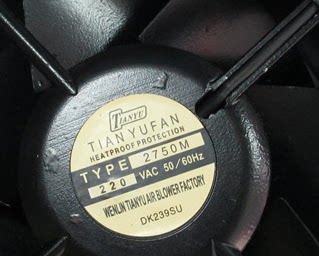 TIANYU
TIANYUFAN
HEATPROOF PROTECTION
TYPE 2750M
220 VAC 50/60Hz
WENLIN TIANYU AIR BLOWER FACTORY
DK239SU